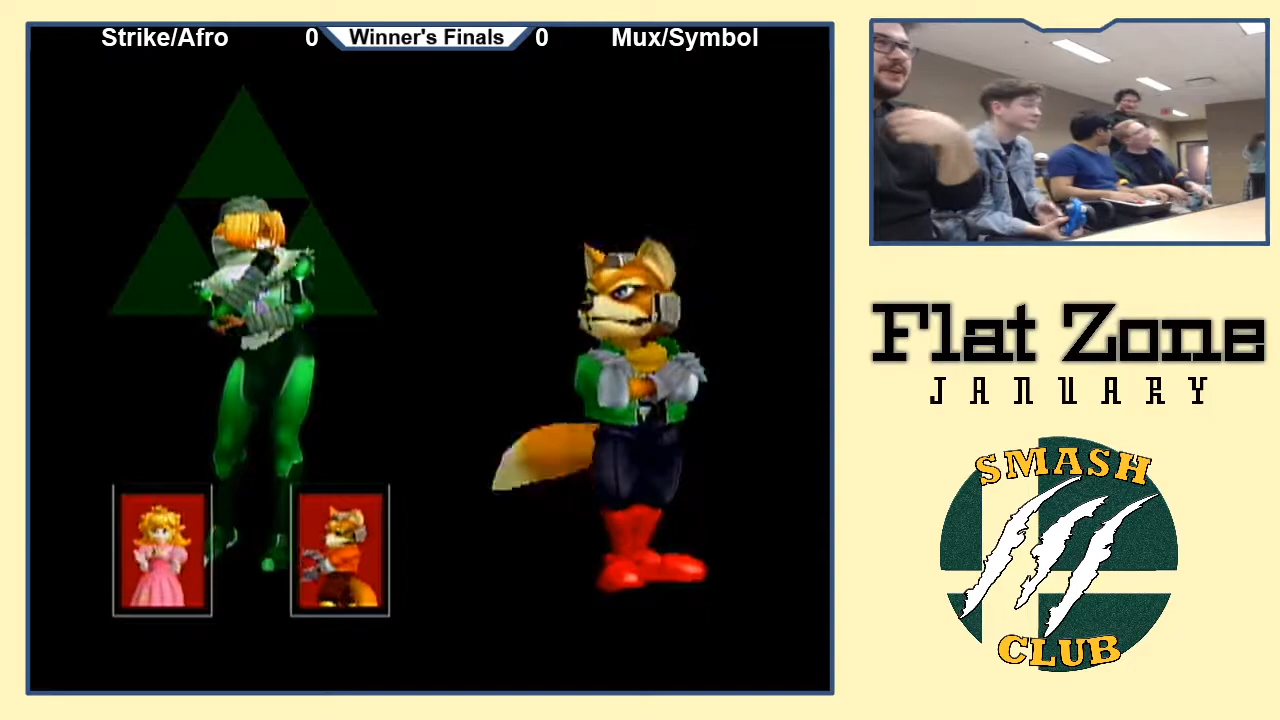 Strike/Afro 0 Winner's Finals 0 Mux/Symbol
Flat Zone
JANUARY
SMASH
CLUB